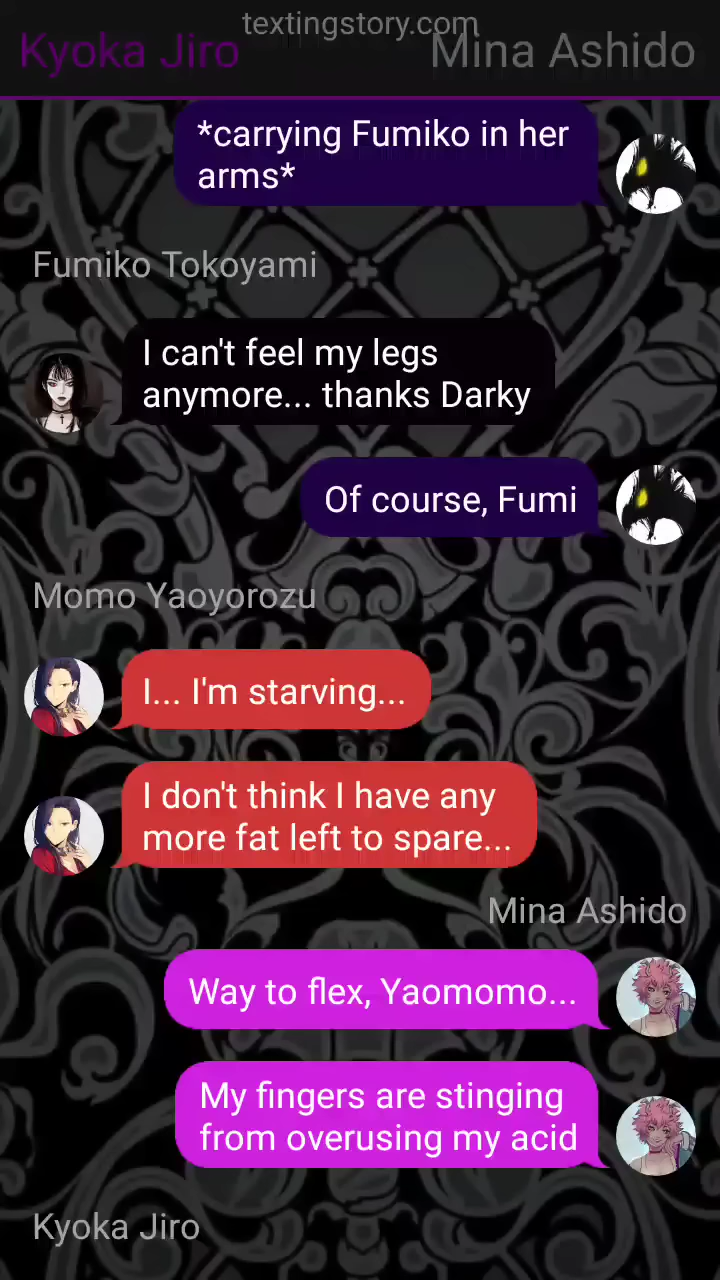 textingstory.com
Kyoka Jiro
Mina Ashido
*carrying Fumiko in her
arms*
Fumiko Tokoyami
I can't feel my legs
anymore... thanks Darky
Of course, Fumi
Momo Yaoyorozu
I... I'm starving...
I don't think I have any
more fat left to spare...
Mina Ashido
Way to flex, Yaomomo...
My fingers are stinging
from overusing my acid
Kyoka Jiro